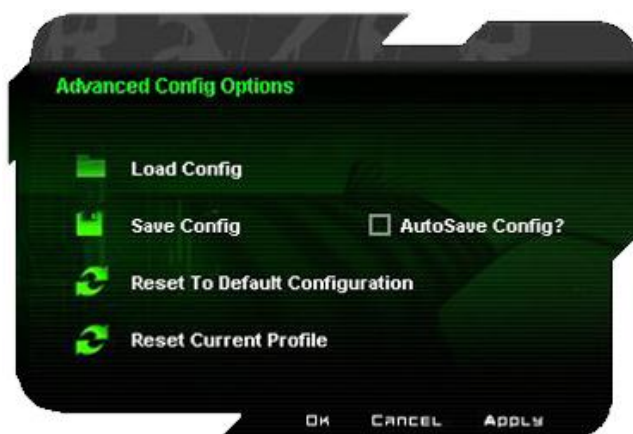 RAZER
Advanced Config Options
Load Config
Save Config
AutoSave Config?
Reset To Default Configuration
Reset Current Profile
Ok Cancel Apply